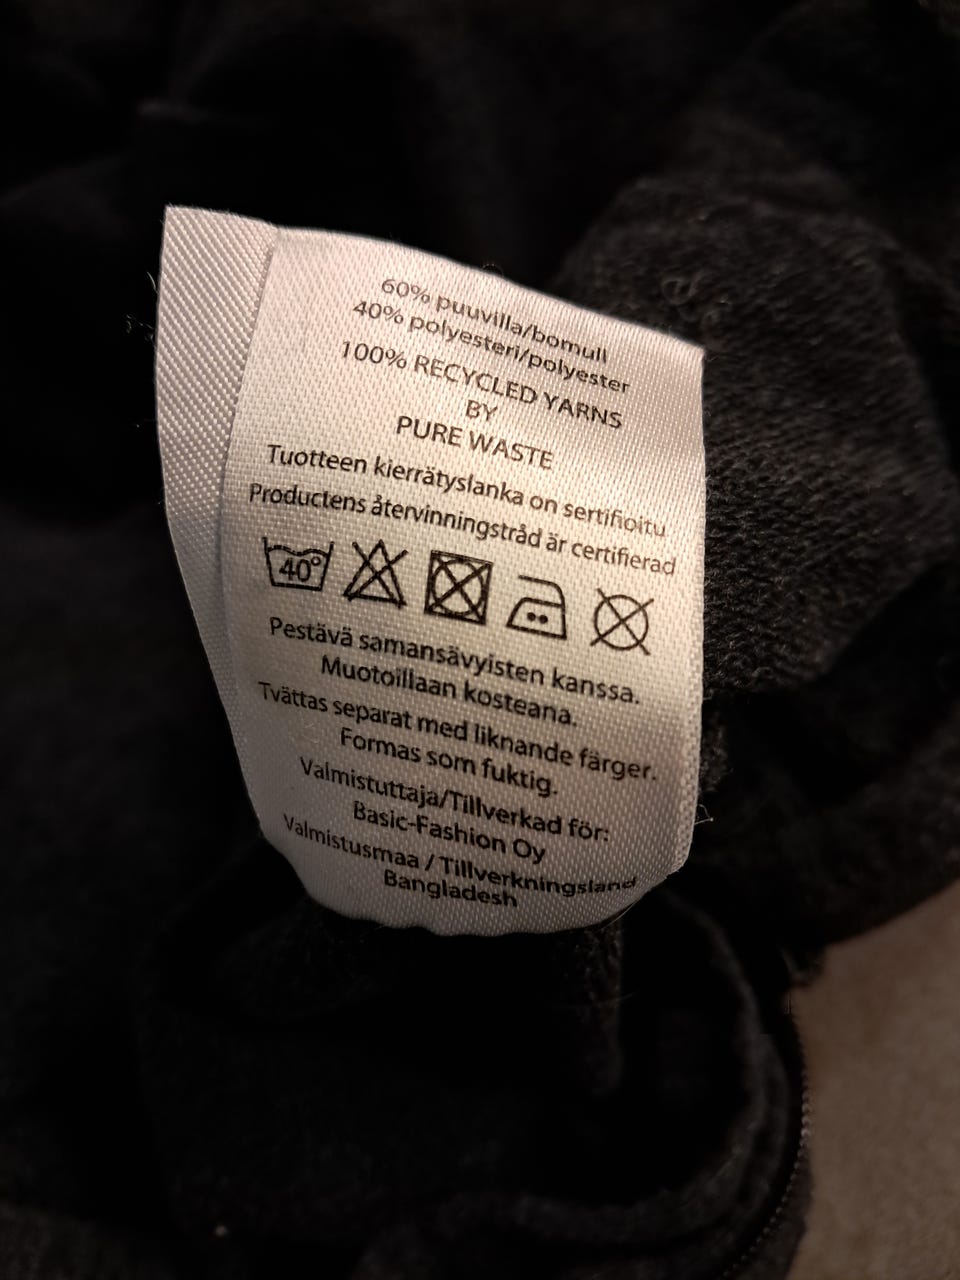 60% puuvilla/bomull
40% polyesteri/polyester
100% RECYCLED YARNS
BY
PURE WASTE
Tuotteen kierrätyslanka on sertifioitu
Productens återvinningstråd är certifierad
40°
Pestävä samansävyisten kanssa.
Muotoillaan kosteana.
Tvättas separat med liknande färger.
Formas som fuktig.
Valmistuttaja/Tillverkad för:
Basic-Fashion Oy
Valmistusmaa / Tillverkningsland
Bangladesh